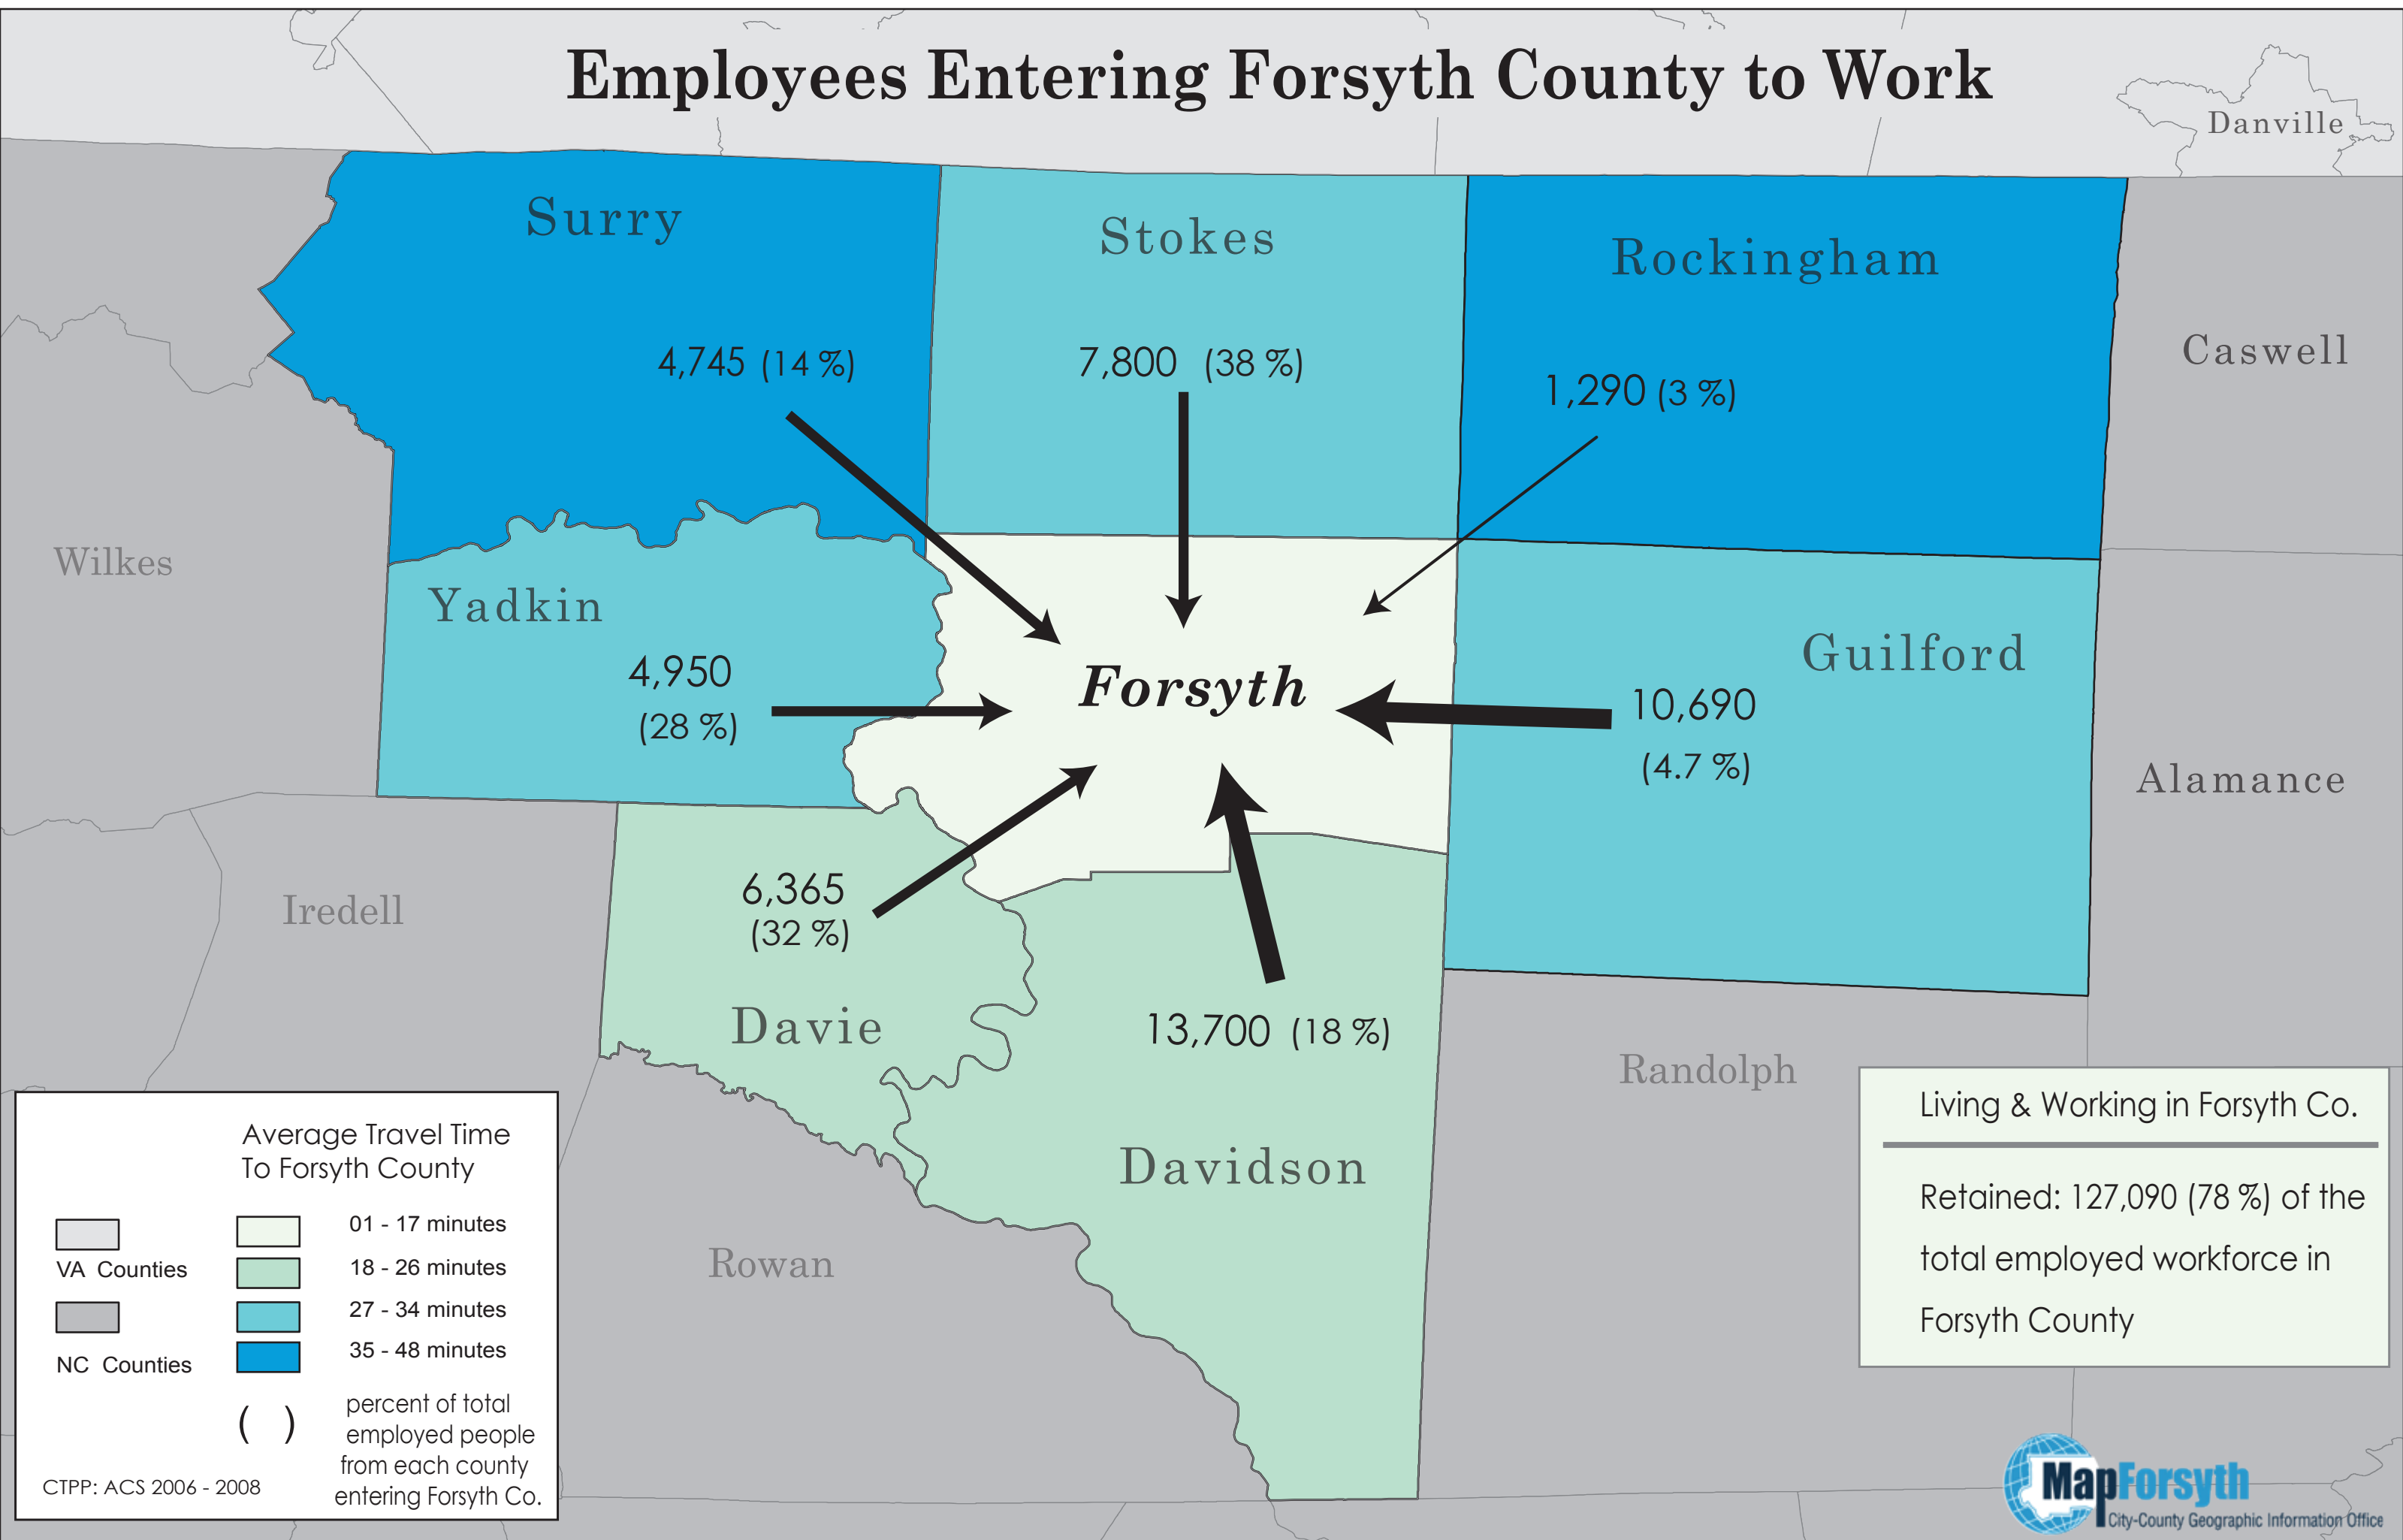 Employees Entering Forsyth County to Work
Danville
Surry
Stokes
Rockingham
Caswell
4,745 (14 %)
7,800 (38 %)
1,290 (3 %)
Wilkes
Yadkin
4,950
(28 %)
Forsyth
Guilford
10,690
(4.7 %)
Alamance
Iredell
6,365
(32 %)
Davie
13,700 (18 %)
Davidson
Randolph
Rowan
Living & Working in Forsyth Co.
Retained: 127,090 (78 %) of the
total employed workforce in
Forsyth County
Average Travel Time
To Forsyth County
VA Counties
NC Counties
01 - 17 minutes
18 - 26 minutes
27 - 34 minutes
35 - 48 minutes
( )
percent of total
employed people
from each county
entering Forsyth Co.
CTPP: ACS 2006 - 2008
MapForsyth
City-County Geographic Information Office